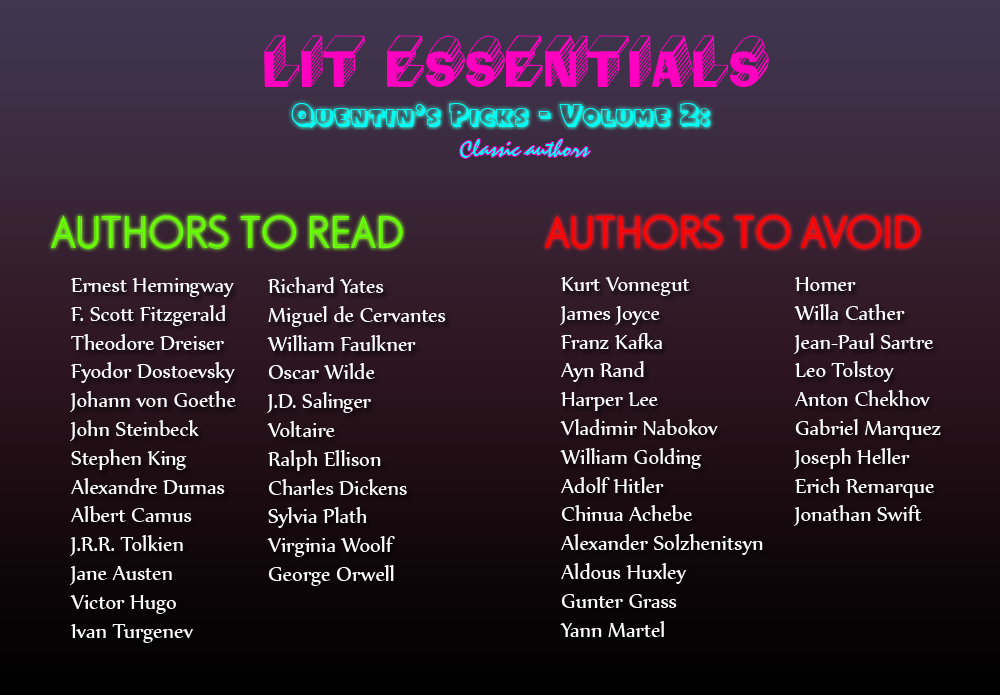 LIT ESSENTIALS
Quentin's Picks - Volume 2:
Classic authors
AUTHORS TO READ
Ernest Hemingway
F. Scott Fitzgerald
Theodore Dreiser
Fyodor Dostoevsky
Johann von Goethe
John Steinbeck
Stephen King
Alexandre Dumas
Albert Camus
J.R.R. Tolkien
Jane Austen
Victor Hugo
Ivan Turgenev
Richard Yates
Miguel de Cervantes
William Faulkner
Oscar Wilde
J.D. Salinger
Voltaire
Ralph Ellison
Charles Dickens
Sylvia Plath
Virginia Woolf
George Orwell
AUTHORS TO AVOID
Kurt Vonnegut
James Joyce
Franz Kafka
Ayn Rand
Harper Lee
Vladimir Nabokov
William Golding
Adolf Hitler
Chinua Achebe
Alexander Solzhenitsyn
Aldous Huxley
Gunter Grass
Yann Martel
Homer
Willa Cather
Jean-Paul Sartre
Leo Tolstoy
Anton Chekhov
Gabriel Marquez
Joseph Heller
Erich Remarque
Jonathan Swift